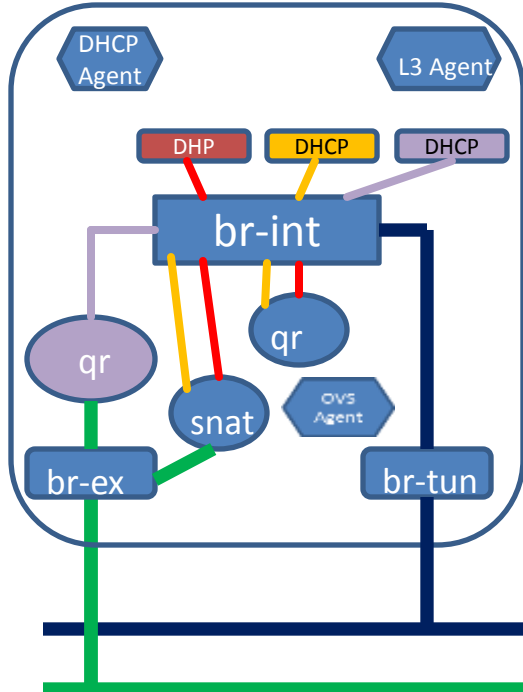 DHCP
Agent
L3 Agent
DHP
DHCP
DHCP
br-int
qr
qr
snat
OVS
Agent
br-ex
br-tun